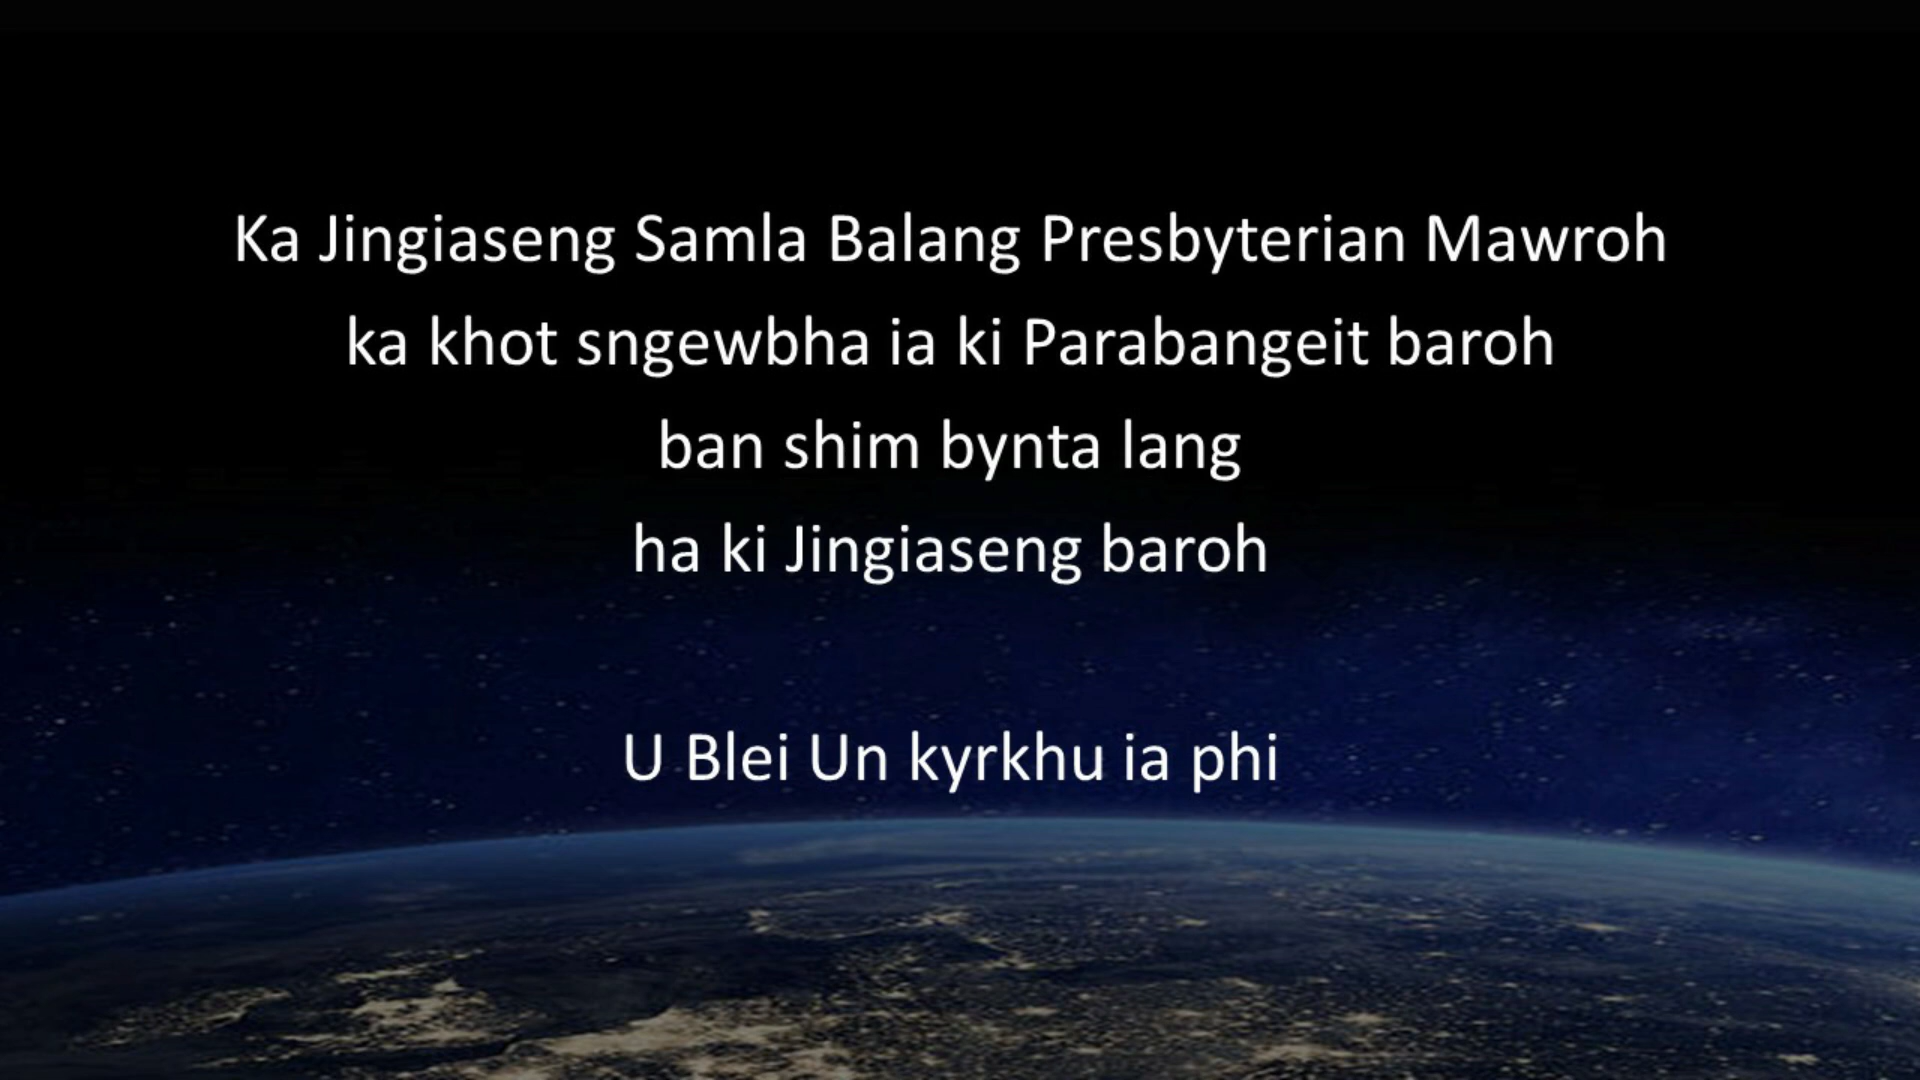 Ka Jingiaseng Samla Balang Presbyterian Mawroh
ka khot sngewbha ia ki Parabangeit baroh
ban shim bynta lang
ha ki Jingiaseng baroh
U Blei Un kyrkhu ia phi